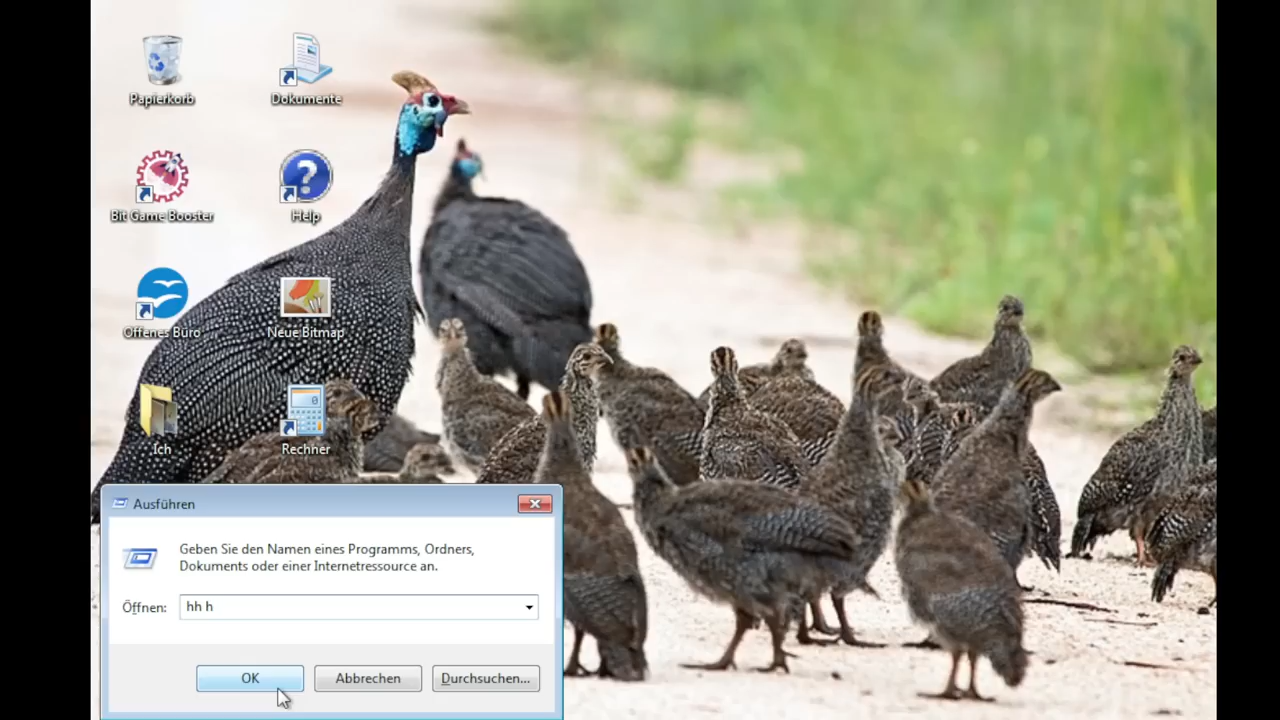 Papierkorb
Dokumente
Bit Game Booster
Help
Offenes Büro
Neue Bitmap
Ich
Rechner
Ausführen
Geben Sie den Namen eines Programms, Ordners,
Dokuments oder einer Internetressource an.
Öffnen:
hh h
OK
Abbrechen
Durchsuchen...